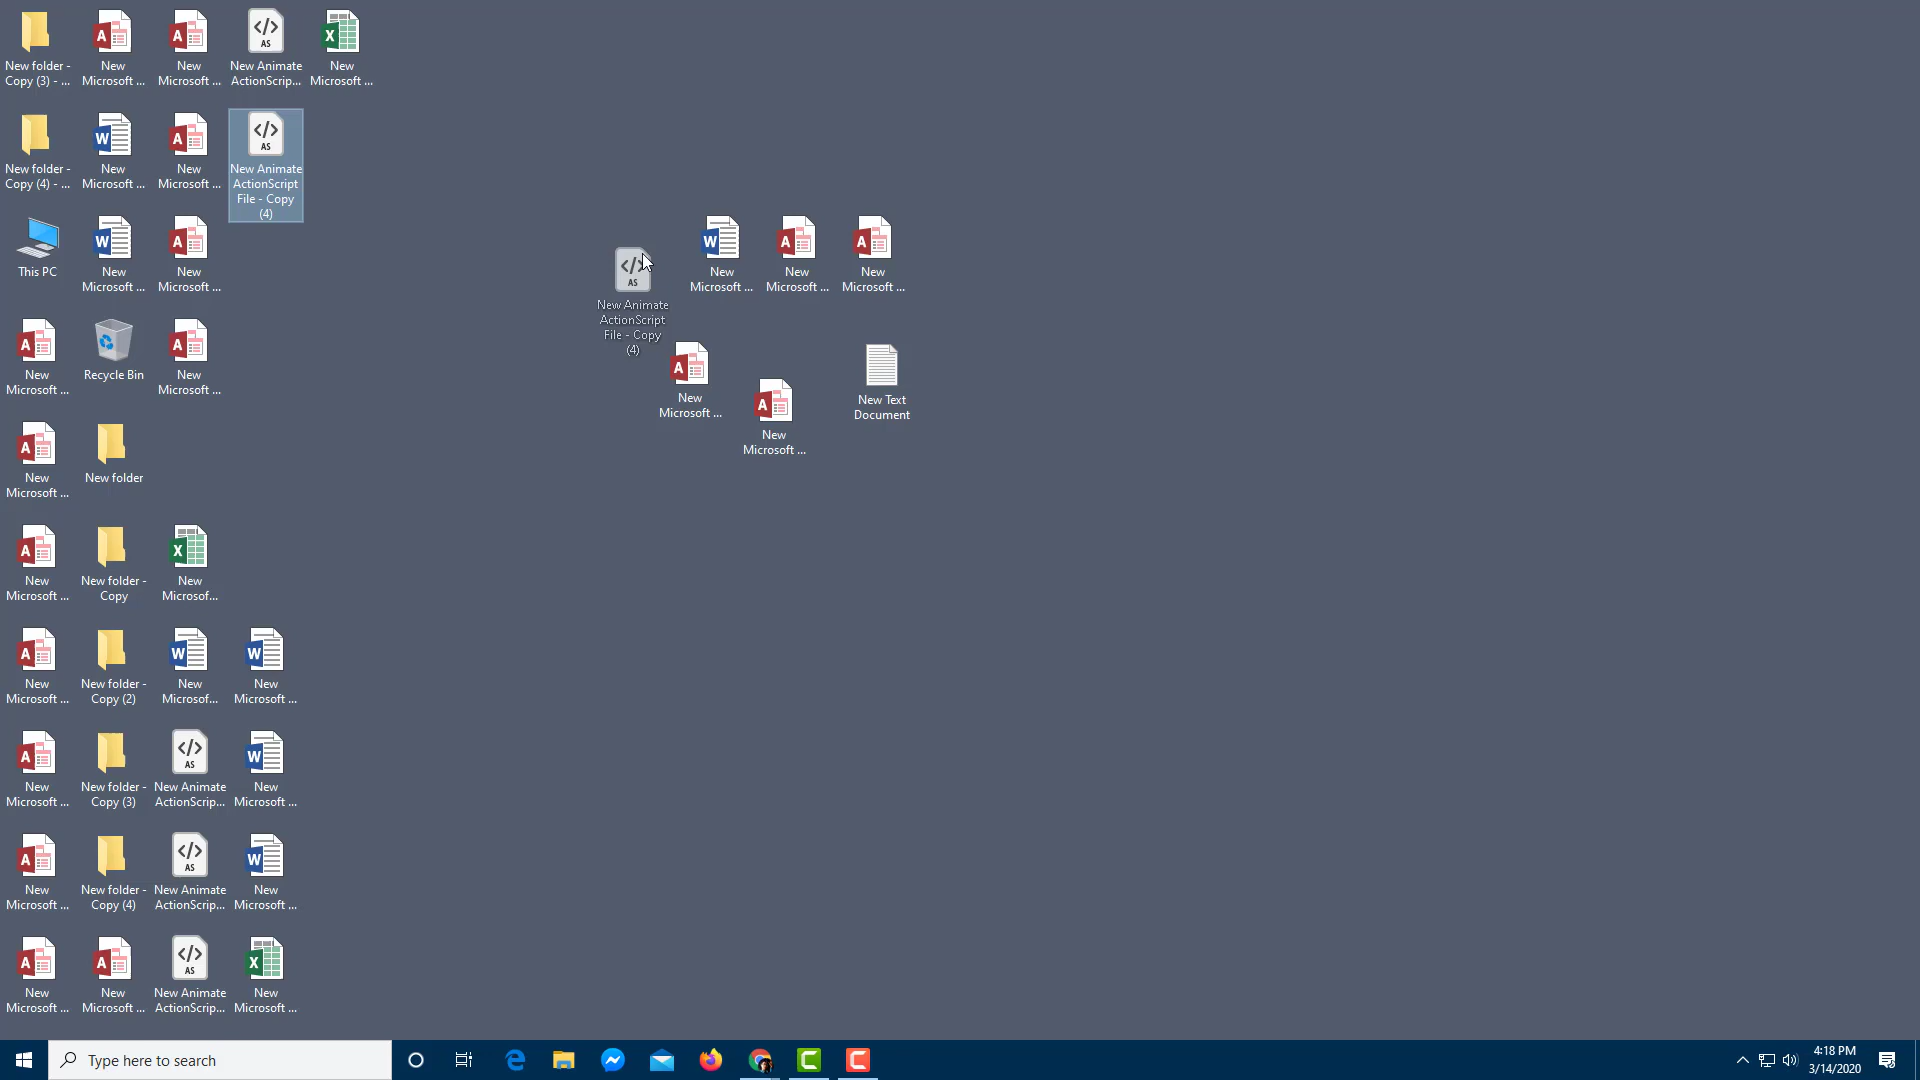 New folder -
Copy (3) - ...
New
Microsoft ...
New
Microsoft ...
AS
New Animate
ActionScrip...
New
Microsoft ...
New folder -
Copy (4) - ...
New
Microsoft ...
New
Microsoft ...
AS
New Animate
ActionScript
File - Copy
(4)
This PC
New
Microsoft ...
New
Microsoft ...
AS
New Animate
ActionScript
File - Copy
(4)
New
Microsoft ...
New
Microsoft ...
New
Microsoft ...
New
Microsoft ...
Recycle Bin
New
Microsoft ...
New
Microsoft ...
New
Microsoft ...
New Text
Document
New
Microsoft ...
New folder
New
Microsoft ...
New folder -
Copy
New
Microsof...
New
Microsoft ...
New folder -
Copy (2)
New
Microsof...
New
Microsoft ...
New
Microsoft ...
New folder -
Copy (3)
AS
New Animate
ActionScrip...
New
Microsoft ...
New
Microsoft ...
New folder -
Copy (4)
AS
New Animate
ActionScrip...
New
Microsoft ...
New
Microsoft ...
New
Microsoft ...
AS
New Animate
ActionScrip...
New
Microsoft ...
Type here to search
4:18 PM
3/14/2020